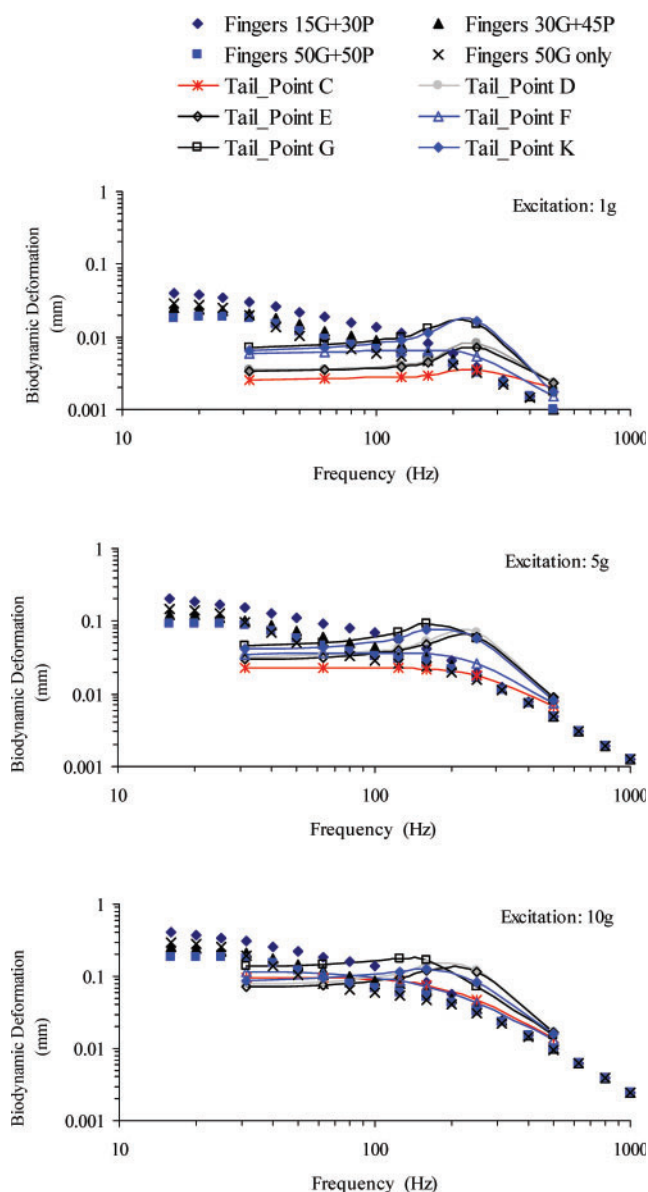 Fingers 15G+30P Fingers 30G+45P
Fingers 50G+50P Fingers 50G only
Tail_Point C Tail_Point D
Tail_Point E Tail_Point F
Tail_Point G Tail_Point K
1
Excitation: 1g
0.1
0.01
0.001
Biodynamic Deformation
(mm)
10 100 1000
Frequency (Hz)
1
Excitation: 5g
0.1
0.01
0.001
Biodynamic Deformation
(mm)
10 100 1000
Frequency (Hz)
1
Excitation: 10g
0.1
0.01
0.001
Biodynamic Deformation
(mm)
10 100 1000
Frequency (Hz)